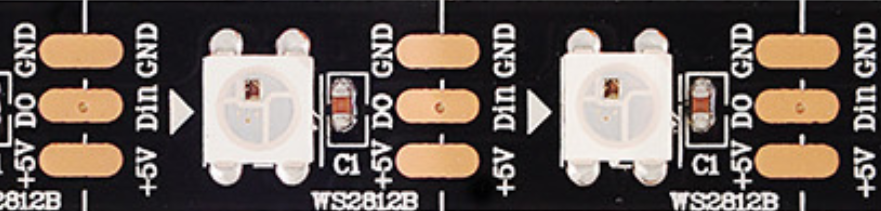 GND
DO
+5V
WS2812B
GND
Din
+5V
C1
GND
DO
+5V
WS2812B
GND
Din
+5V
C1
GND
DO
+5V
WS2812B
GND
Din
+5V